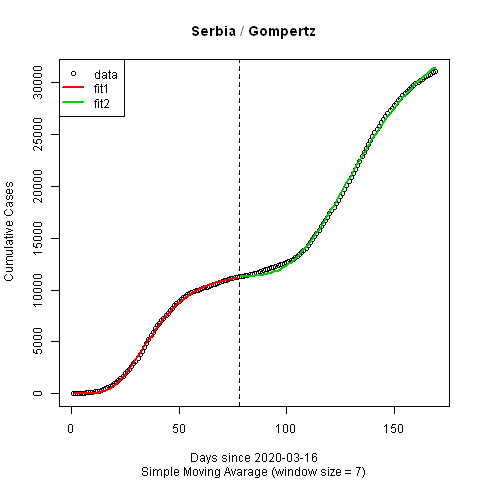 Serbia / Gompertz
data
fit1
fit2
Cumulative Cases
0
5000
10000
15000
20000
25000
30000
0
50
100
150
Days since 2020-03-16
Simple Moving Avarage (window size = 7)